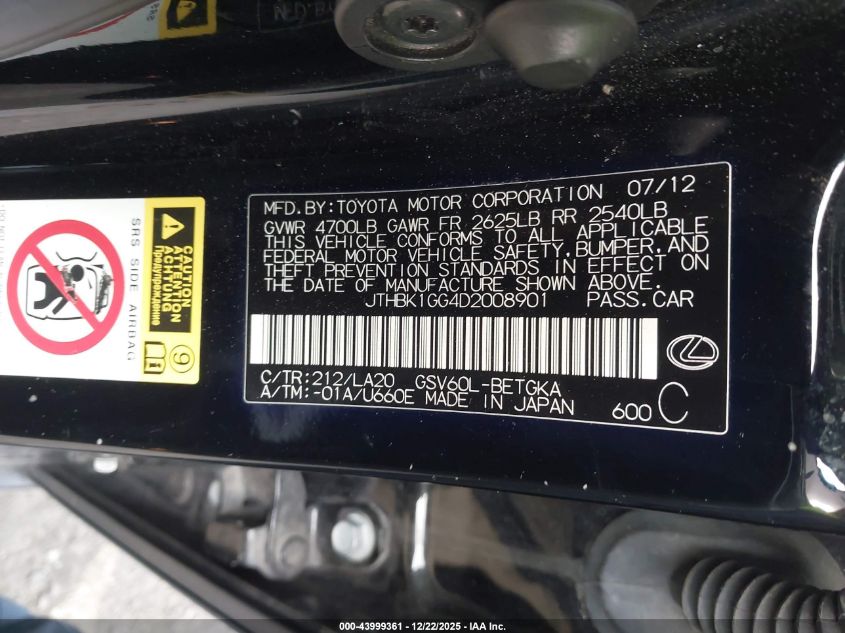 MFD. BY: TOYOTA MOTOR CORPORATION 07/12
GVWR 4700LB GAWR FR 2625LB RR 2540LB
THIS VEHICLE CONFORMS TO ALL APPLICABLE
FEDERAL MOTOR VEHICLE SAFETY, BUMPER, AND
THEFT PREVENTION STANDARDS IN EFFECT ON
THE DATE OF MANUFACTURE SHOWN ABOVE.
JTHBK1GG4D2008901 PASS. CAR
C/TR: 212/LA20 GSV60L-BETGKA
A/TM: -01A/U660E MADE IN JAPAN 600 C
SRS SIDE AIRBAG
CAUTION
ATTENTION
ACHTUNG
Предупреждение
9
000-43999361 - 12/22/2025 - IAA Inc.